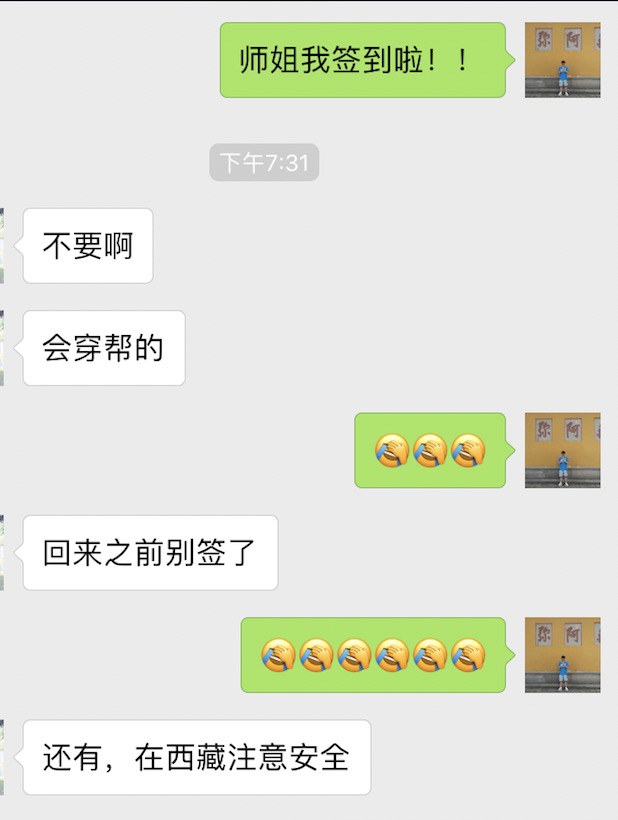 师姐我签到啦！！
下午7:31
不要啊
会穿帮的
🤦🤦🤦
回来之前别签了
🤦🤦🤦🤦🤦🤦
还有，在西藏注意安全